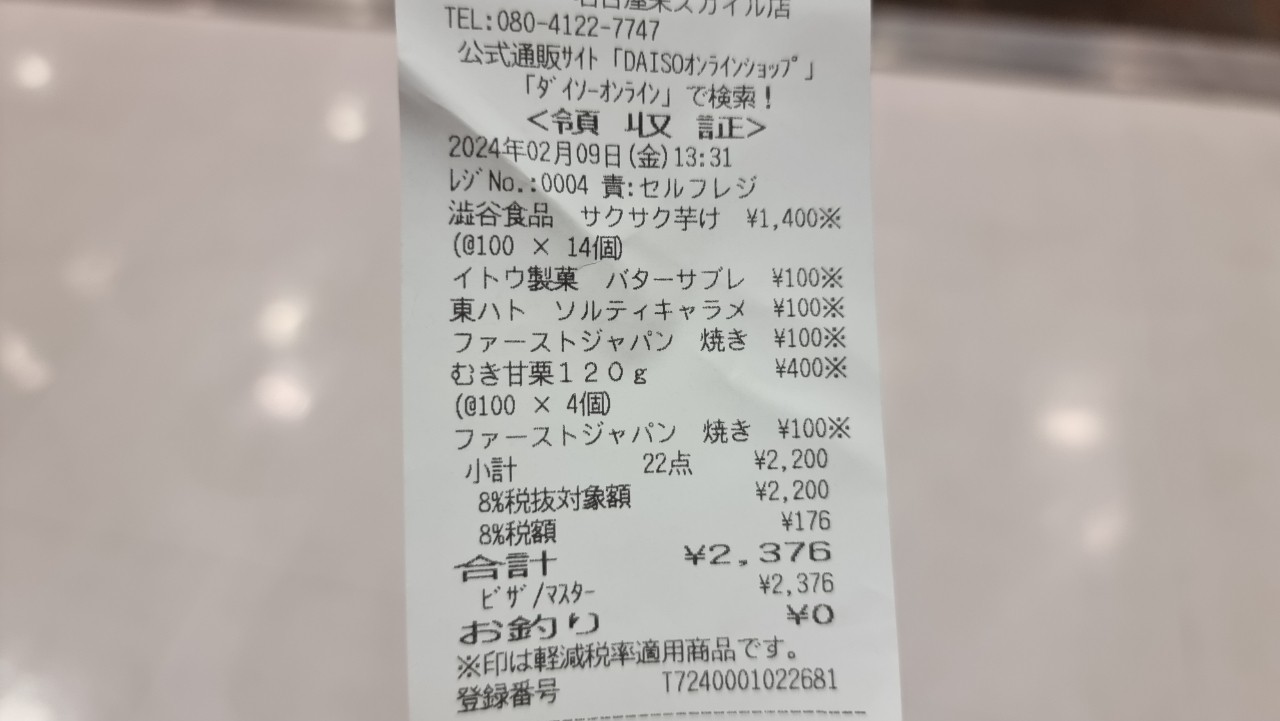 名古屋栄スカイル店
TEL:080-4122-7747
公式通販サイト「DAISOオンラインショップ」
「ダイソーオンライン」で検索!
<領収証>
2024年02月09日(金)13:31
レジNo.:0004 責:セルフレジ
澁谷食品 サクサク芋け ¥1,400※
(@100 × 14個)
イトウ製菓 バターサブレ ¥100※
東ハト ソルティキャラメ ¥100※
ファーストジャパン 焼き ¥100※
むき甘栗120g ¥400※
(@100 × 4個)
ファーストジャパン 焼き ¥100※
小計 22点 ¥2,200
8%税抜対象額 ¥2,200
8%税額 ¥176
合計 ¥2,376
ビザ/マスター ¥2,376
お釣り ¥0
※印は軽減税率適用商品です。
登録番号 T7240001022681